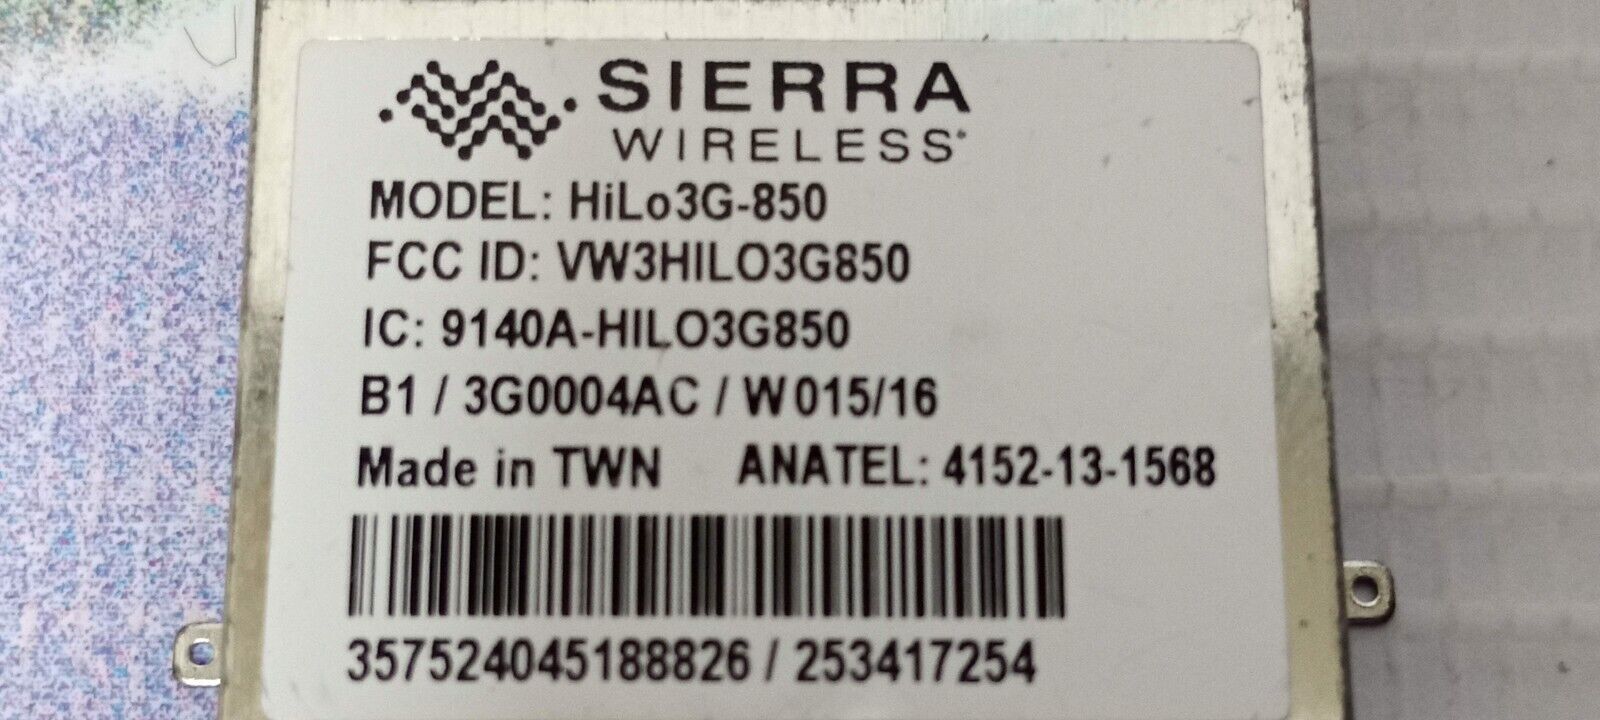 SIERRA
WIRELESS®
MODEL: HiLo3G-850
FCC ID: VW3HILO3G850
IC: 9140A-HILO3G850
B1 / 3G0004AC / W015/16
Made in TWN ANATEL: 4152-13-1568
357524045188826 / 253417254